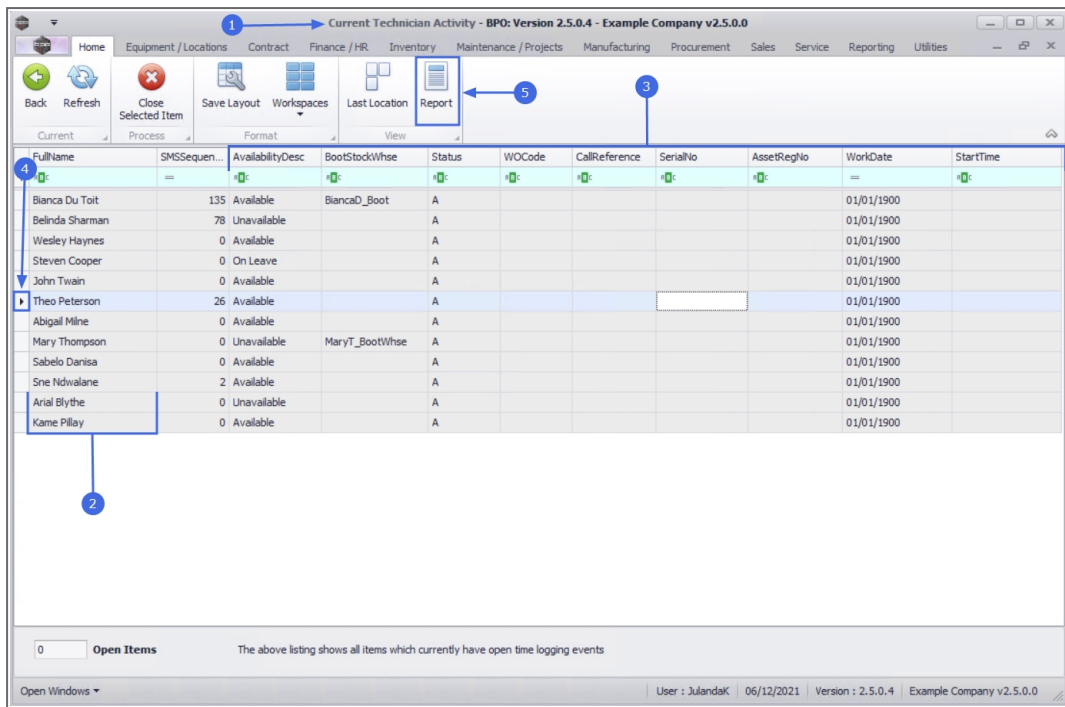 1
Current Technician Activity - BPO: Version 2.5.0.4 - Example Company v2.5.0.0
Home Equipment / Locations Contract Finance / HR Inventory Maintenance / Projects Manufacturing Procurement Sales Service Reporting Utilities
Back Refresh Close Selected Item Save Layout Workspaces Last Location Report 5 3
Current Process Format View
FullName SMSSequen... AvailabilityDesc BootStockWhse Status WOCode CallReference SerialNo AssetRegNo WorkDate StartTime
4 = =
Bianca Du Toit 135 Available BiancaD_Boot A 01/01/1900
Belinda Sharman 78 Unavailable A 01/01/1900
Wesley Haynes 0 Available A 01/01/1900
Steven Cooper 0 On Leave A 01/01/1900
John Twain 0 Available A 01/01/1900
Theo Peterson 26 Available A 01/01/1900
Abigail Milne 0 Available A 01/01/1900
Mary Thompson 0 Unavailable MaryT_BootWhse A 01/01/1900
Sabelo Danisa 0 Available A 01/01/1900
Sne Ndwalane 2 Available A 01/01/1900
Arial Blythe 0 Unavailable A 01/01/1900
Kame Pillay 0 Available A 01/01/1900
2
0 Open Items The above listing shows all items which currently have open time logging events
Open Windows User : JulandaK 06/12/2021 Version : 2.5.0.4 Example Company v2.5.0.0